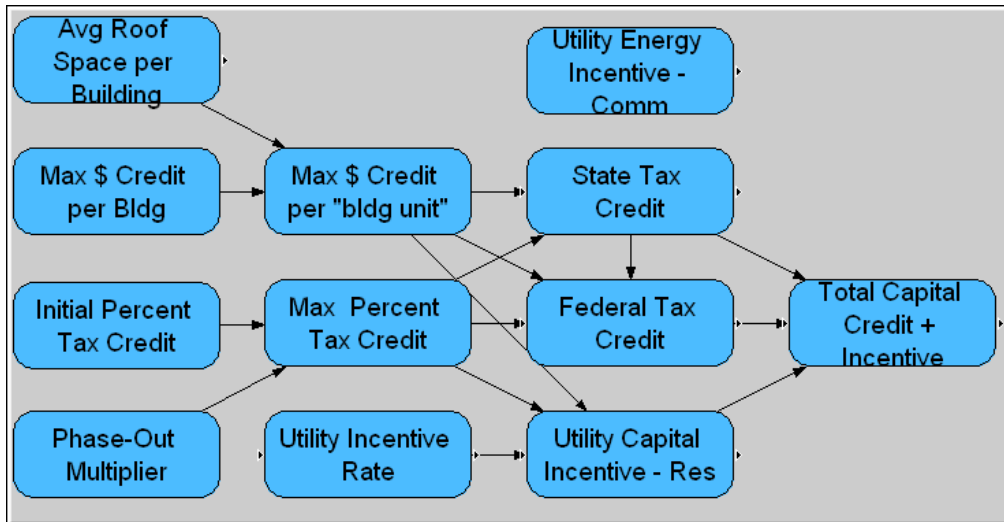 Avg Roof
Space per
Building
Utility Energy
Incentive -
Comm
Max $ Credit
per Bldg
Max $ Credit
per "bldg unit"
State Tax
Credit
Initial Percent
Tax Credit
Max Percent
Tax Credit
Federal Tax
Credit
Total Capital
Credit +
Incentive
Phase-Out
Multiplier
Utility Incentive
Rate
Utility Capital
Incentive - Res